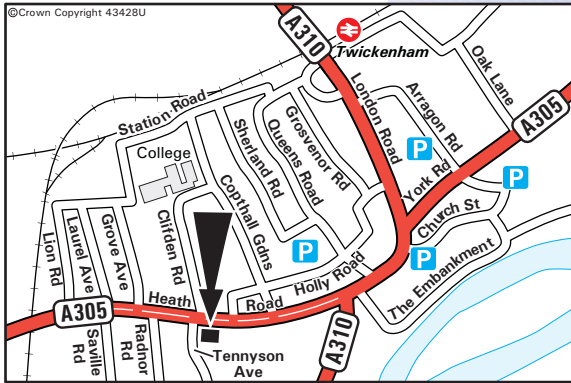 ©Crown Copyright 43428U
A310
Twickenham
Oak Lane
A305
Station Road
London Road
Arragon Rd
Grosvenor Rd
Queens Road
Sherland Rd
College
P
York Rd
P
Copthall Gdns
Clifden Rd
Church St
P
P
Grove Ave
Laurel Ave
Lion Rd
Holly Road
The Embankment
Heath Road
A305
A310
Saville Rd
Radnor Rd
Tennyson
Ave